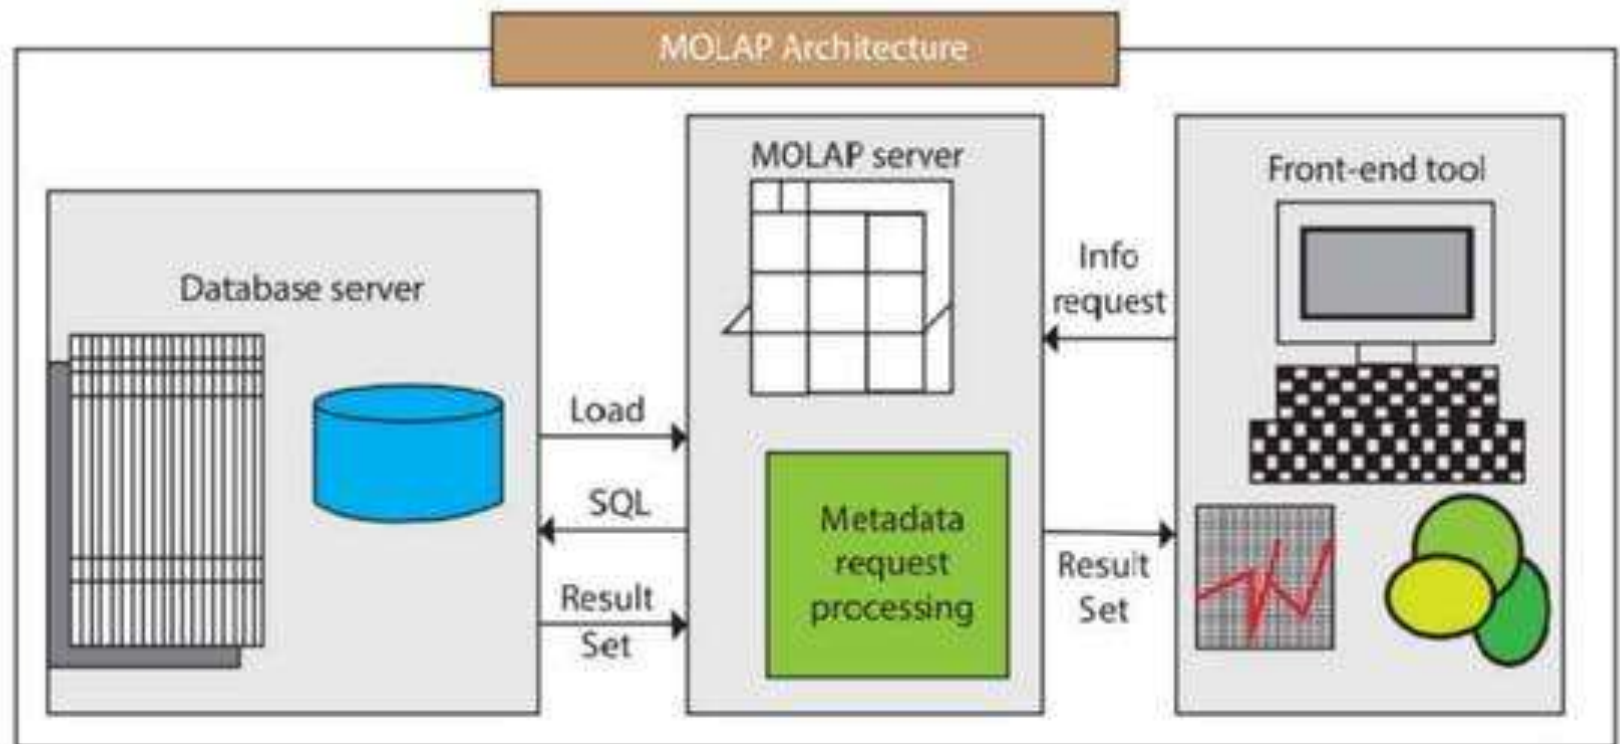 MOLAP Architecture
Database server
Load
SQL
Result
Set
MOLAP server
Metadata
request
processing
Info
request
Result
Set
Front-end tool